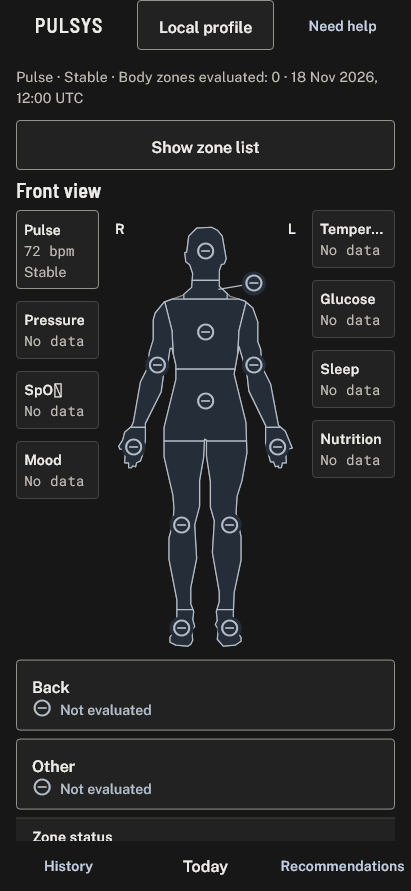 PULSYS
Local profile
Need help
Pulse · Stable · Body zones evaluated: 0 · 18 Nov 2026,
12:00 UTC
Show zone list
Front view
Pulse
72 bpm
Stable
Pressure
No data
SpO
No data
Mood
No data
R
L
Temper...
No data
Glucose
No data
Sleep
No data
Nutrition
No data
Back
Not evaluated
Other
Not evaluated
Zone status
History
Today
Recommendations